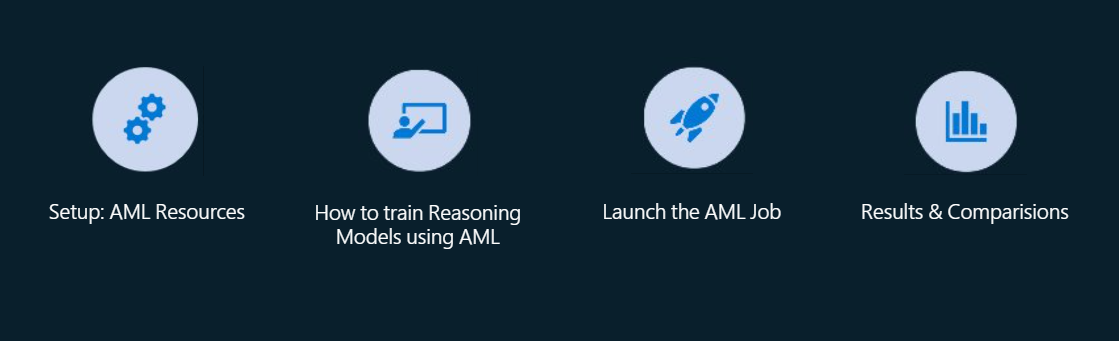 Setup: AML Resources
How to train Reasoning
Models using AML
Launch the AML Job
Results & Comparisions